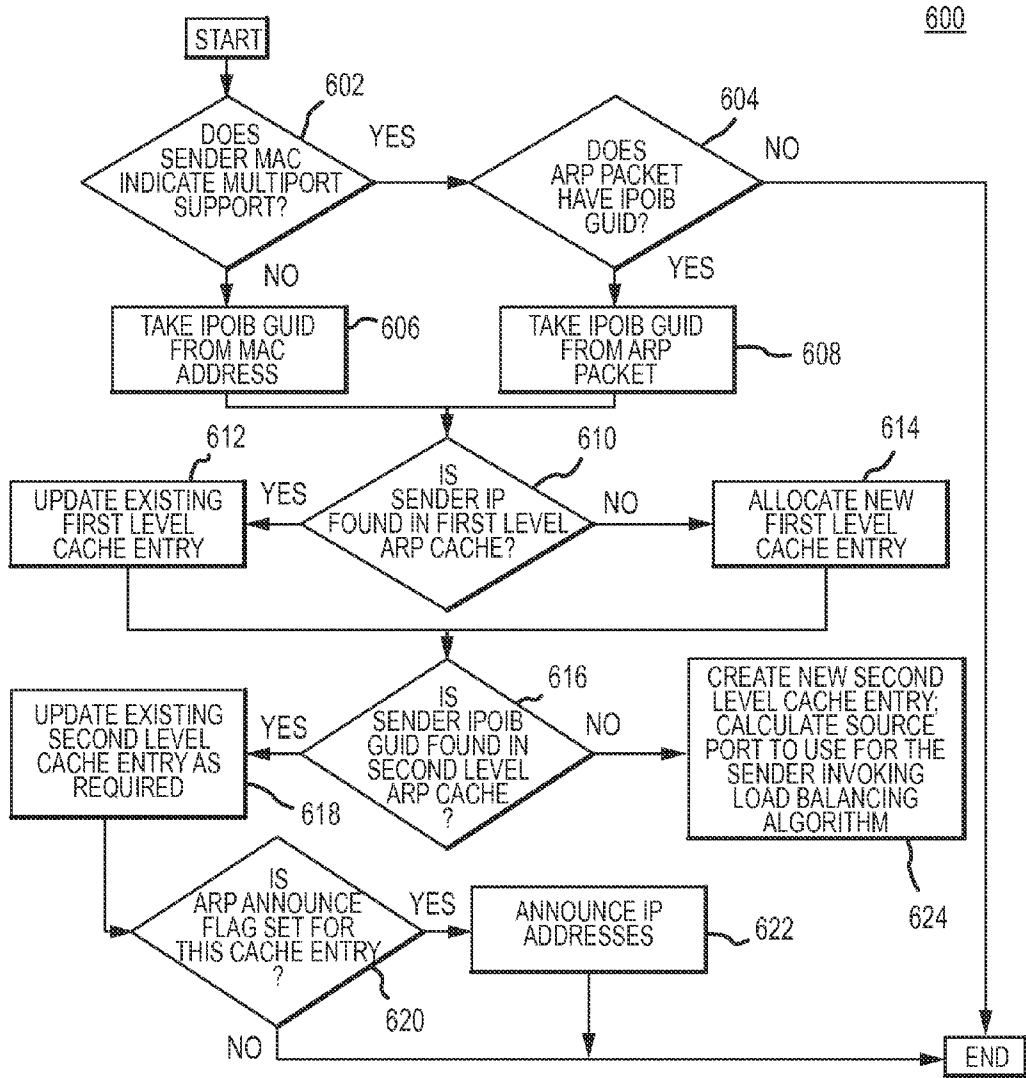 600
START
602
DOES
SENDER MAC
INDICATE MULTIPORT
SUPPORT?
YES
604
DOES
ARP PACKET
HAVE IPOIB
GUID?
NO
NO
YES
TAKE IPOIB GUID
FROM MAC
ADDRESS
606
TAKE IPOIB GUID
FROM ARP
PACKET
608
612
610
614
UPDATE EXISTING
FIRST LEVEL
CACHE ENTRY
YES
IS
SENDER IP
FOUND IN FIRST LEVEL
ARP CACHE?
NO
ALLOCATE NEW
FIRST LEVEL
CACHE ENTRY
UPDATE EXISTING
SECOND LEVEL
CACHE ENTRY AS
REQUIRED
618
YES
IS
SENDER IPOIB
GUID FOUND IN
SECOND LEVEL
ARP CACHE
?
616
NO
CREATE NEW SECOND
LEVEL CACHE ENTRY;
CALCULATE SOURCE
PORT TO USE FOR THE
SENDER INVOKING
LOAD BALANCING
ALGORITHM
624
IS
ARP ANNOUNCE
FLAG SET FOR
THIS CACHE ENTRY
?
620
YES
ANNOUNCE IP
ADDRESSES
622
NO
END